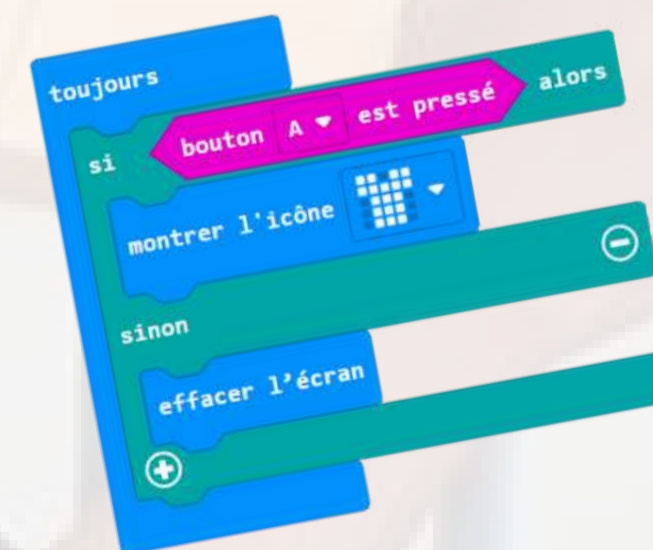 toujours
si bouton A est pressé alors
montrer l'icône
sinon
effacer l'écran